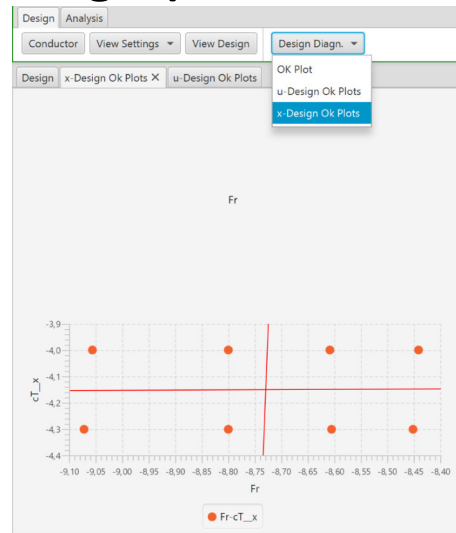 Design Analysis
Conductor View Settings View Design Design Diagn.
OK Plot
u-Design Ok Plots
x-Design Ok Plots
Design x-Design Ok Plots X u-Design Ok Plots
Fr
-3,9
-4,0
-4,1
-4,2
-4,3
-4,4
cT__x
-9,10 -9,05 -9,00 -8,95 -8,90 -8,85 -8,80 -8,75 -8,70 -8,65 -8,60 -8,55 -8,50 -8,45 -8,40
Fr
Fr-cT__x